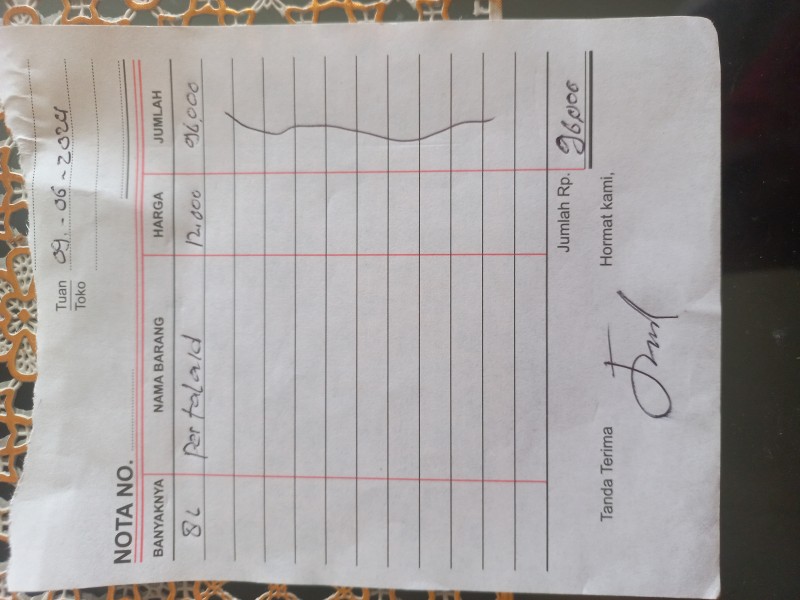 09-06-2024
Tuan
Toko
NOTA NO.
BANYAKNYA NAMA BARANG HARGA JUMLAH
8L Pertalaid 12.000 96.000
Jumlah Rp. 96.000
Tanda Terima Hormat kami,